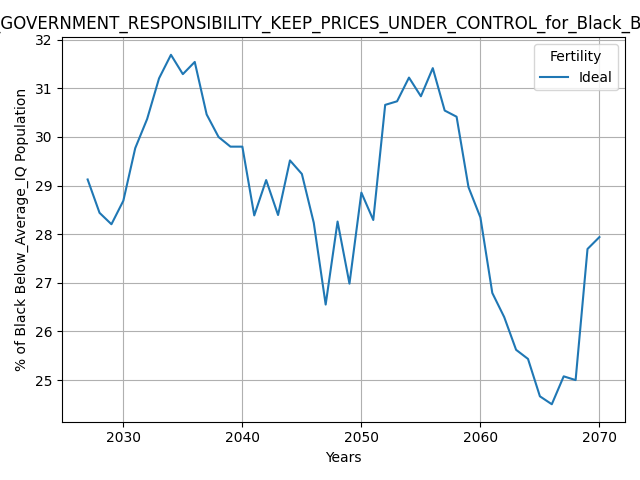 _GOVERNMENT_RESPONSIBILITY_KEEP_PRICES_UNDER_CONTROL_for_Black_B
32
31
30
29
28
27
26
25
% of Black Below_Average_IQ Population
Fertility
Ideal
2030 2040 2050 2060 2070
Years